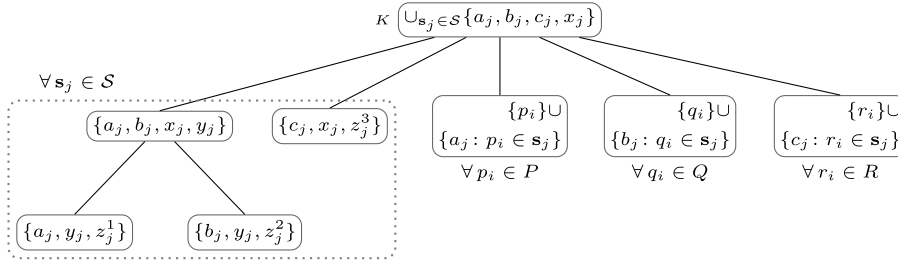 K ∪_{𝐬_j∈𝒮}{a_j, b_j, c_j, x_j}
∀ 𝐬_j ∈ 𝒮
{a_j, b_j, x_j, y_j}
{c_j, x_j, z_j^3}
{p_i}∪
{a_j : p_i ∈ 𝐬_j}
∀ p_i ∈ P
{q_i}∪
{b_j : q_i ∈ 𝐬_j}
∀ q_i ∈ Q
{r_i}∪
{c_j : r_i ∈ 𝐬_j}
∀ r_i ∈ R
{a_j, y_j, z_j^1}
{b_j, y_j, z_j^2}